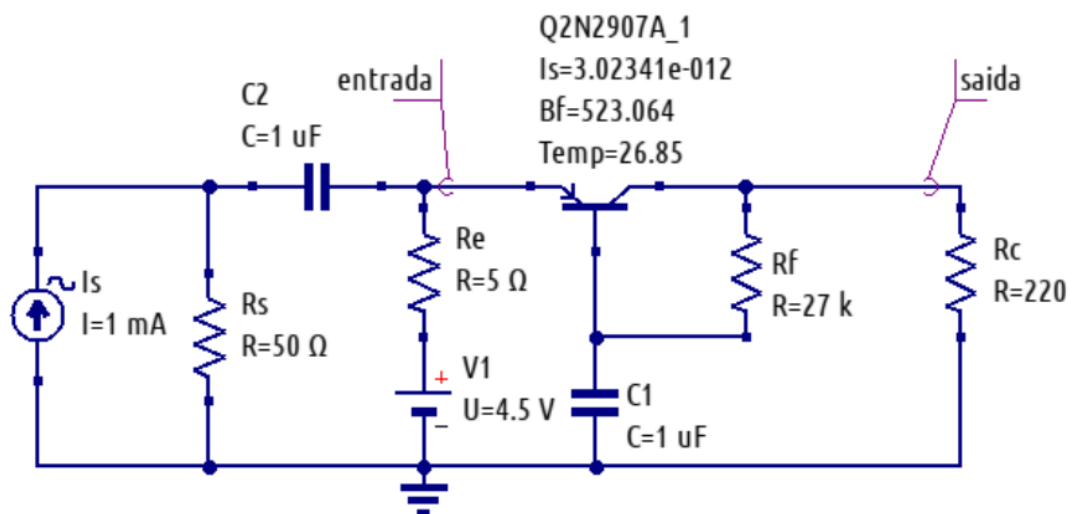 Q2N2907A_1
Is=3.02341e-012
Bf=523.064
Temp=26.85
entrada
saida
C2
C=1 uF
Is
I=1 mA
Rs
R=50 Ω
Re
R=5 Ω
+
V1
U=4.5 V
_
Rf
R=27 k
Rc
R=220
C1
C=1 uF